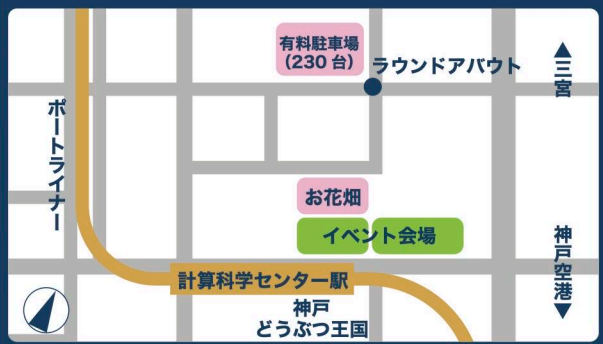 有料駐車場
（230台）
ラウンドアバウト
▲三宮
ポートライナー
お花畑
イベント会場
神戸空港▼
計算科学センター駅
神戸
どうぶつ王国